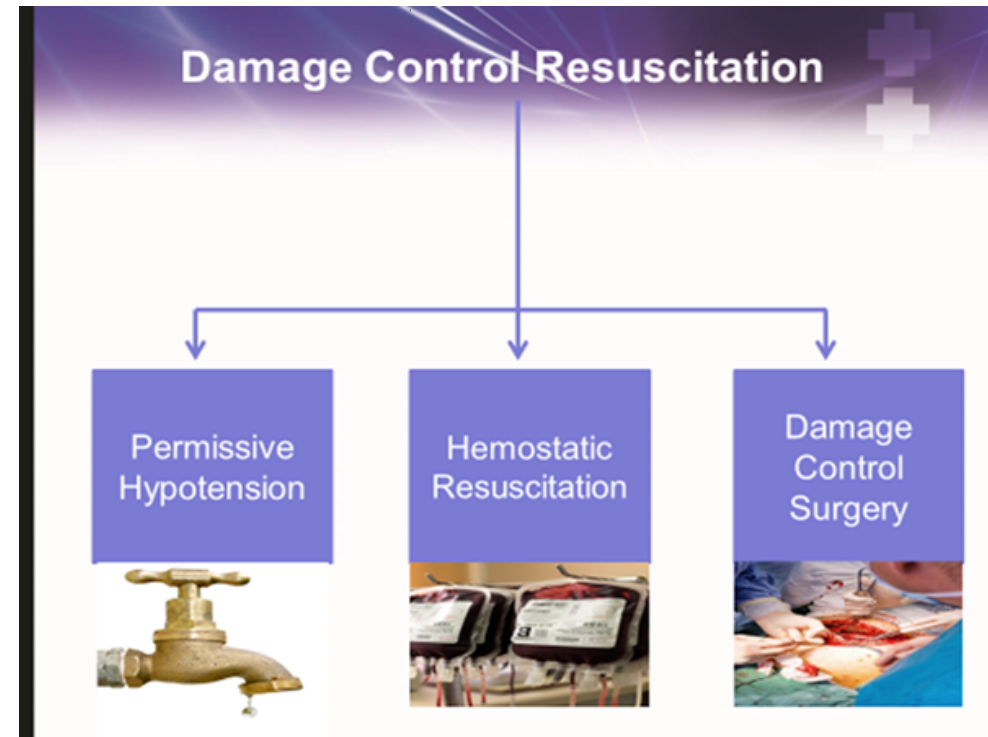 Damage Control Resuscitation
Permissive
Hypotension
Hemostatic
Resuscitation
Damage
Control
Surgery